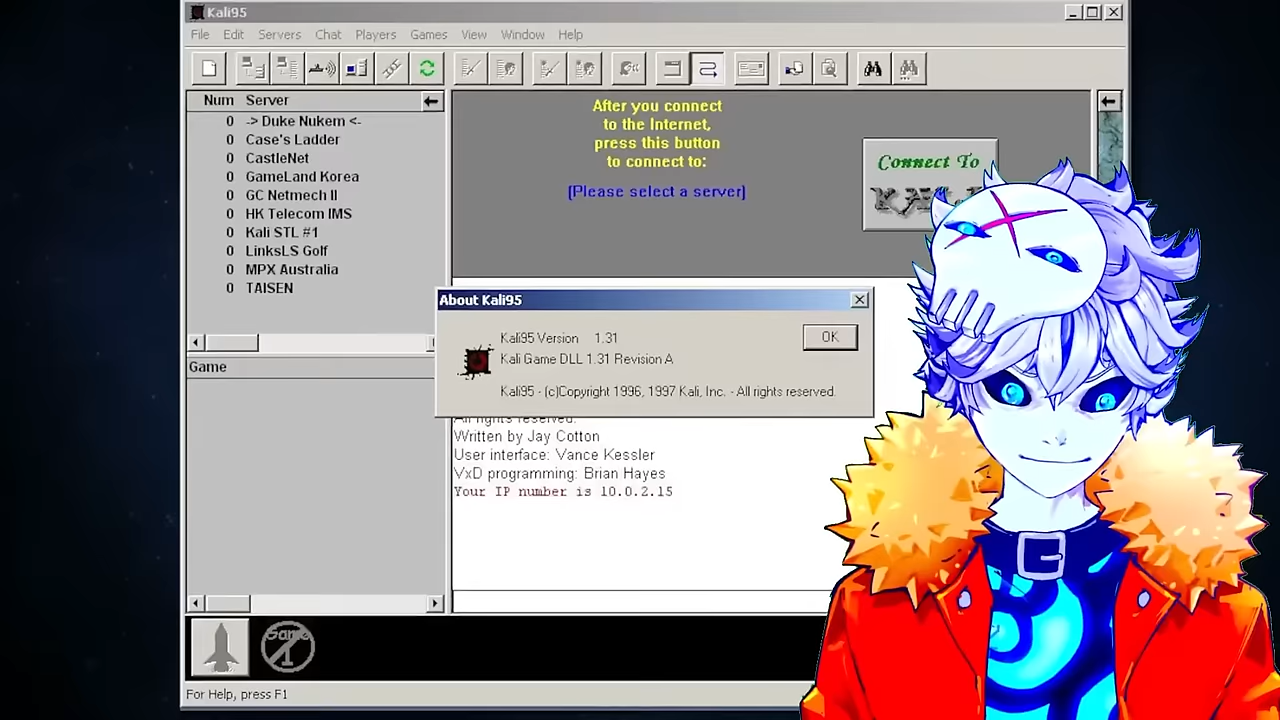 Kali95
File Edit Servers Chat Players Games View Window Help
Num Server
0 -> Duke Nukem <-
0 Case's Ladder
0 CastleNet
0 GameLand Korea
0 GC Netmech II
0 HK Telecom IMS
0 Kali STL #1
0 LinksLS Golf
0 MPX Australia
0 TAISEN
Game
After you connect
to the Internet,
press this button
to connect to:
(Please select a server)
Connect To
About Kali95
Kali95 Version 1.31
OK
Kali Game DLL 1.31 Revision A
Kali95 - (c)Copyright 1996, 1997 Kali, Inc. - All rights reserved.
All rights reserved.
Written by Jay Cotton
User interface: Vance Kessler
VxD programming: Brian Hayes
Your IP number is 10.0.2.15
Game
For Help, press F1